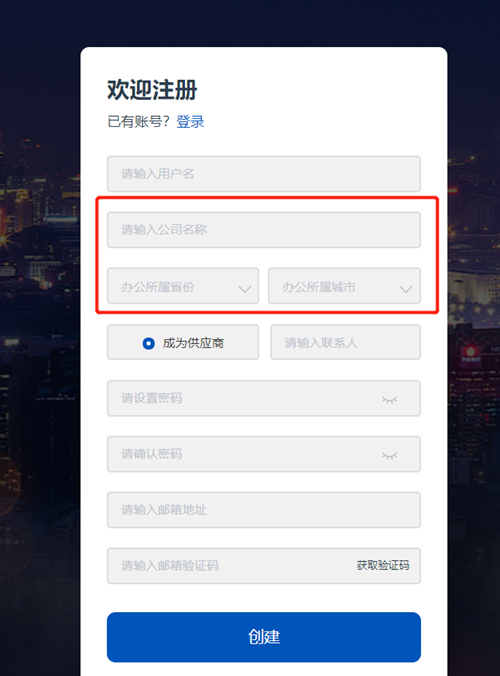 欢迎注册
已有账号？登录
请输入用户名
请输入公司名称
办公所属省份 办公所属城市
成为供应商 请输入联系人
请设置密码
请确认密码
请输入邮箱地址
请输入邮箱验证码 获取验证码
创建